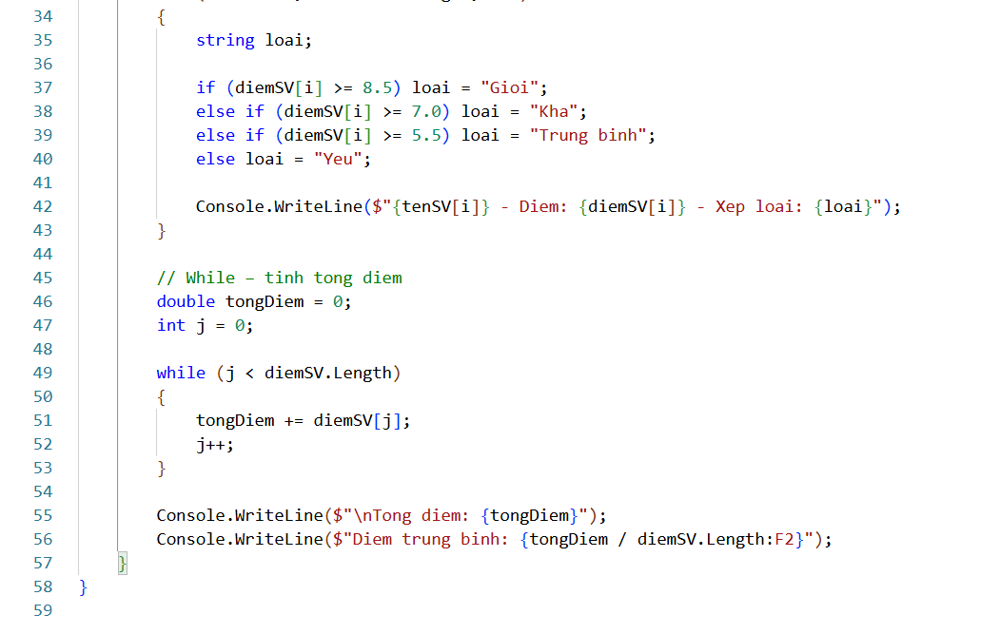 34 {
35 string loai;
36
37 if (diemSV[i] >= 8.5) loai = "Gioi";
38 else if (diemSV[i] >= 7.0) loai = "Kha";
39 else if (diemSV[i] >= 5.5) loai = "Trung binh";
40 else loai = "Yeu";
41
42 Console.WriteLine($"{tenSV[i]} - Diem: {diemSV[i]} - Xep loai: {loai}");
43 }
44
45 // While – tinh tong diem
46 double tongDiem = 0;
47 int j = 0;
48
49 while (j < diemSV.Length)
50 {
51 tongDiem += diemSV[j];
52 j++;
53 }
54
55 Console.WriteLine($"\nTong diem: {tongDiem}");
56 Console.WriteLine($"Diem trung binh: {tongDiem / diemSV.Length:F2}");
57 }
58 }
59